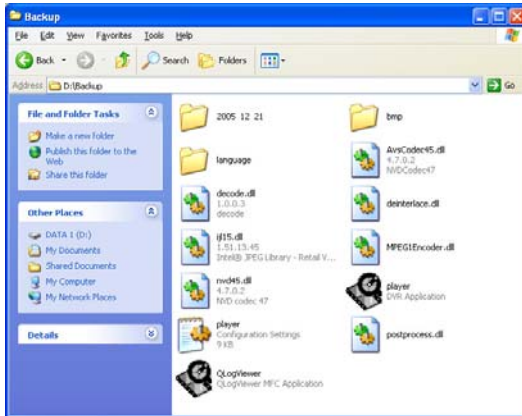 Backup
File Edit View Favorites Tools Help
Back Search Folders
Address D:\Backup Go
File and Folder Tasks
Make a new folder
Publish this folder to the
Web
Share this folder
Other Places
DATA 1 (D:)
My Documents
Shared Documents
My Computer
My Network Places
Details
2005 12 21
bmp
language
AvsCodec45.dll
4.7.0.2
NVDCodec47
decode.dll
1.0.0.3
decode
deinterlace.dll
ijl15.dll
1.51.13.45
Intel® JPEG Library - Retail V...
MPEG1Encoder.dll
nvd45.dll
4.7.0.2
NVD codec 47
player
DVR Application
player
Configuration Settings
9 KB
postprocess.dll
QLogViewer
QLogViewer MFC Application